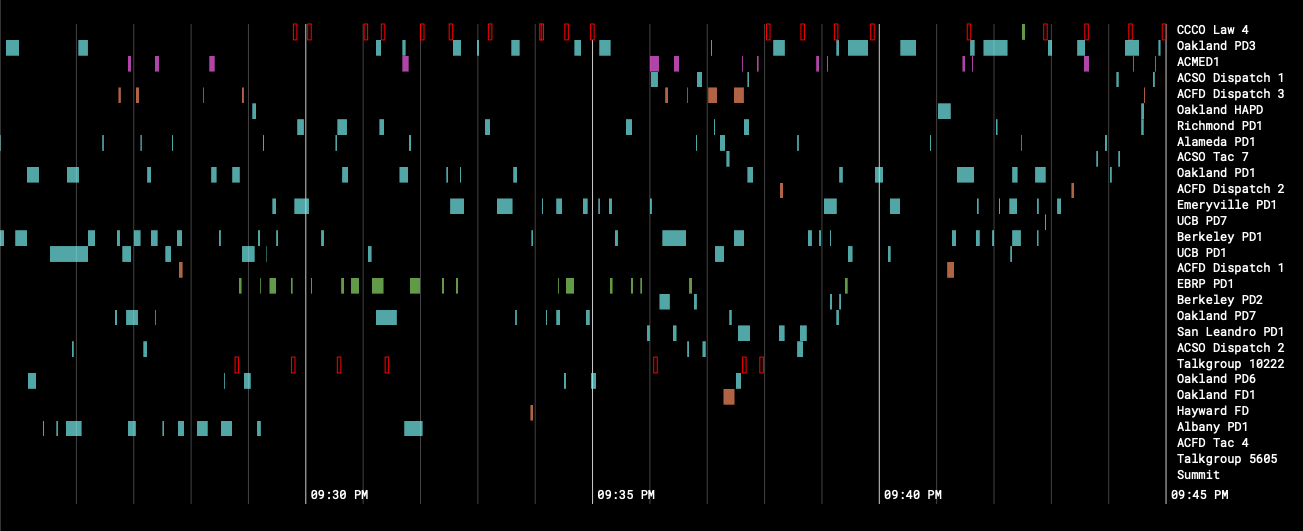 CCCO Law 4
Oakland PD3
ACMED1
ACSO Dispatch 1
ACFD Dispatch 3
Oakland HAPD
Richmond PD1
Alameda PD1
ACSO Tac 7
Oakland PD1
ACFD Dispatch 2
Emeryville PD1
UCB PD7
Berkeley PD1
UCB PD1
ACFD Dispatch 1
EBRP PD1
Berkeley PD2
Oakland PD7
San Leandro PD1
ACSO Dispatch 2
Talkgroup 10222
Oakland PD6
Oakland FD1
Hayward FD
Albany PD1
ACFD Tac 4
Talkgroup 5605
Summit
09:30 PM 09:35 PM 09:40 PM 09:45 PM